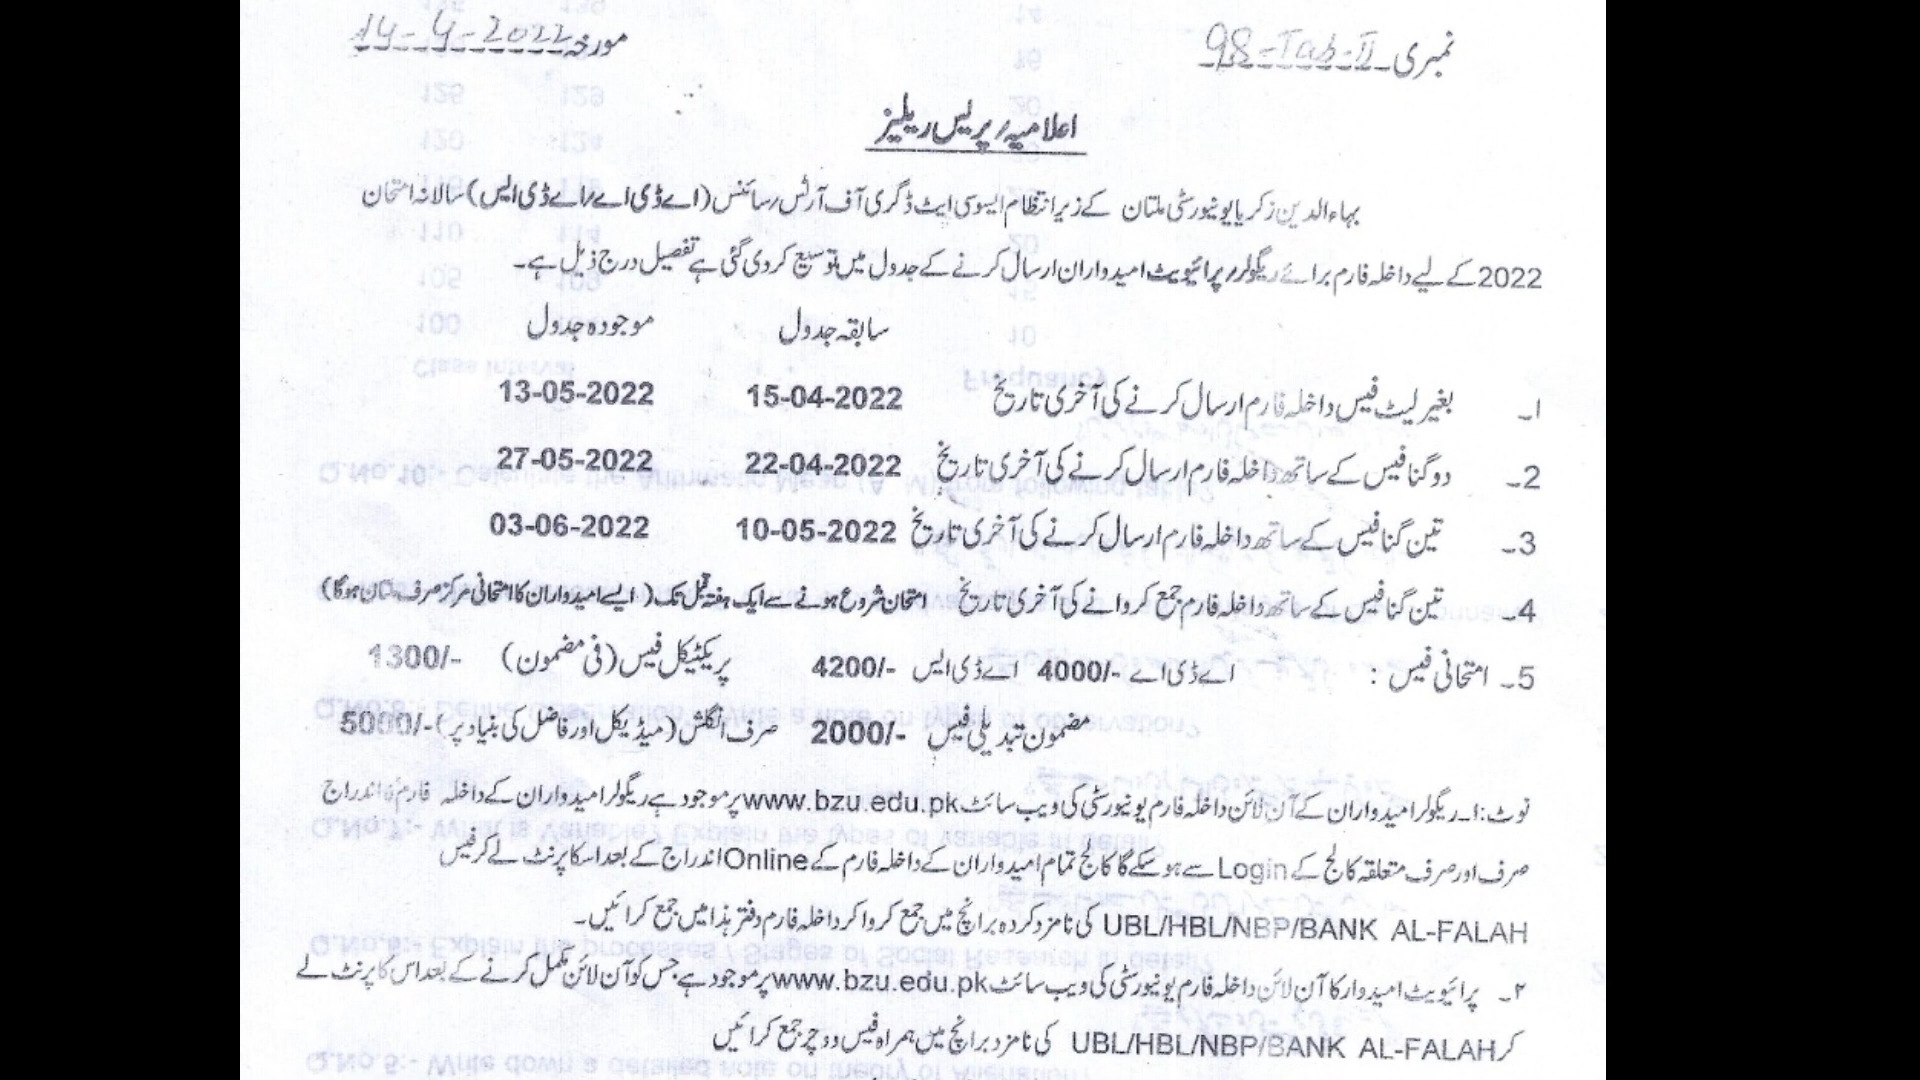 نمبری 98-Tab-II مورخہ 14-4-2022
اعلامیہ/پریس ریلیز
بہاءالدین زکریا یونیورسٹی ملتان کے زیر انتظام ایسوسی ایٹ ڈگری آف آرٹس/سائنس (اے ڈی اے/اے ڈی ایس) سالانہ امتحان
2022 کے لیے داخلہ فارم برائے ریگولر/پرائیویٹ امیدواران ارسال کرنے کے جدول میں توسیع کر دی گئی ہے تفصیل درج ذیل ہے۔
سابقہ جدول موجودہ جدول
۱۔ بغیر لیٹ فیس داخلہ فارم ارسال کرنے کی آخری تاریخ 15-04-2022 13-05-2022
2۔ دو گنا فیس کے ساتھ داخلہ فارم ارسال کرنے کی آخری تاریخ 22-04-2022 27-05-2022
3۔ تین گنا فیس کے ساتھ داخلہ فارم ارسال کرنے کی آخری تاریخ 10-05-2022 03-06-2022
4۔ تین گنا فیس کے ساتھ داخلہ فارم جمع کروانے کی آخری تاریخ امتحان شروع ہونے سے ایک ہفتہ قبل تک (ایسے امیدواران کا امتحانی مرکز صرف ملتان ہوگا)
5۔ امتحانی فیس : اے ڈی اے -/4000 اے ڈی ایس -/4200 پریکٹیکل فیس (فی مضمون) -/1300
مضمون تبدیلی فیس -/2000 صرف انگلش (میڈیکل اور فاضل کی بنیاد پر) -/5000
نوٹ: ۱۔ ریگولر امیدواران کے آن لائن داخلہ فارم یونیورسٹی کی ویب سائٹ www.bzu.edu.pk پر موجود ہے ریگولر امیدواران کے داخلہ فارم کا اندراج
صرف اور صرف متعلقہ کالج کے Login سے ہو سکے گا کالج تمام امیدواران کے داخلہ فارم کے Online اندراج کے بعد اسکا پرنٹ لے کر فیس
UBL/HBL/NBP/BANK AL-FALAH کی نامزد کردہ برانچ میں جمع کروا کر داخلہ فارم دفتر ہذا میں جمع کرائیں۔
۲۔ پرائیویٹ امیدوار کا آن لائن داخلہ فارم یونیورسٹی کی ویب سائٹ www.bzu.edu.pk پر موجود ہے جس کو آن لائن مکمل کرنے کے بعد اس کا پرنٹ لے
کر UBL/HBL/NBP/BANK AL-FALAH کی نامزد برانچ میں ہمراہ فیس ووچر جمع کرائیں